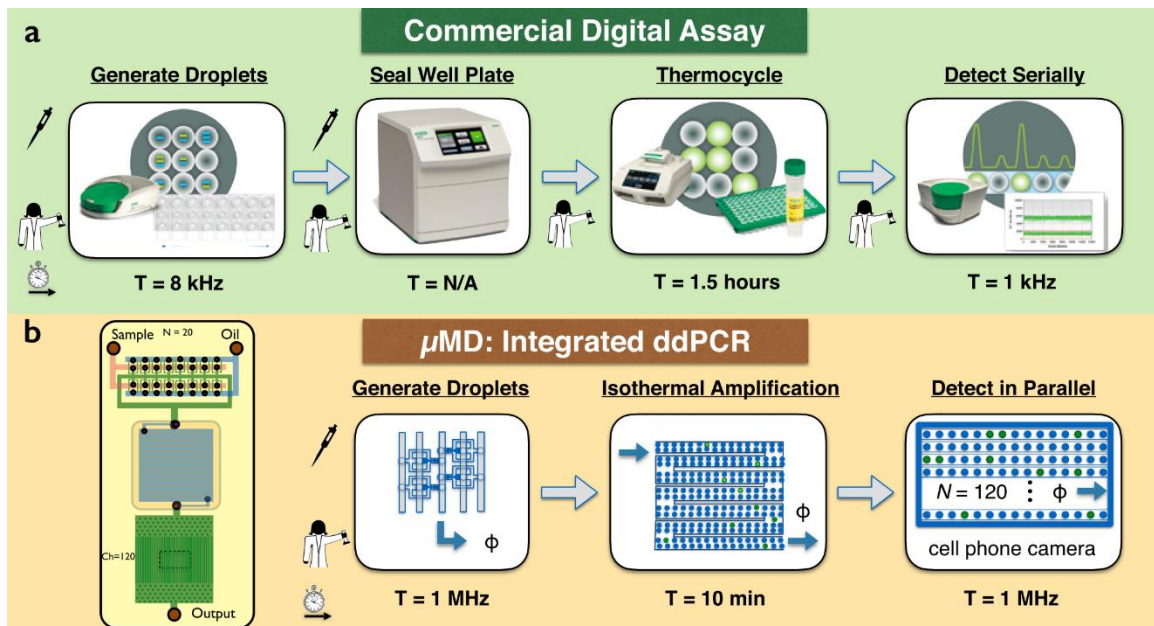 a
Commercial Digital Assay
Generate Droplets
Seal Well Plate
Thermocycle
Detect Serially
T = 8 kHz
T = N/A
T = 1.5 hours
T = 1 kHz
b
Sample
N = 20
Oil
Ch=120
Output
μMD: Integrated ddPCR
Generate Droplets
Isothermal Amplification
Detect in Parallel
ϕ
ϕ
N = 120
ϕ
cell phone camera
T = 1 MHz
T = 10 min
T = 1 MHz